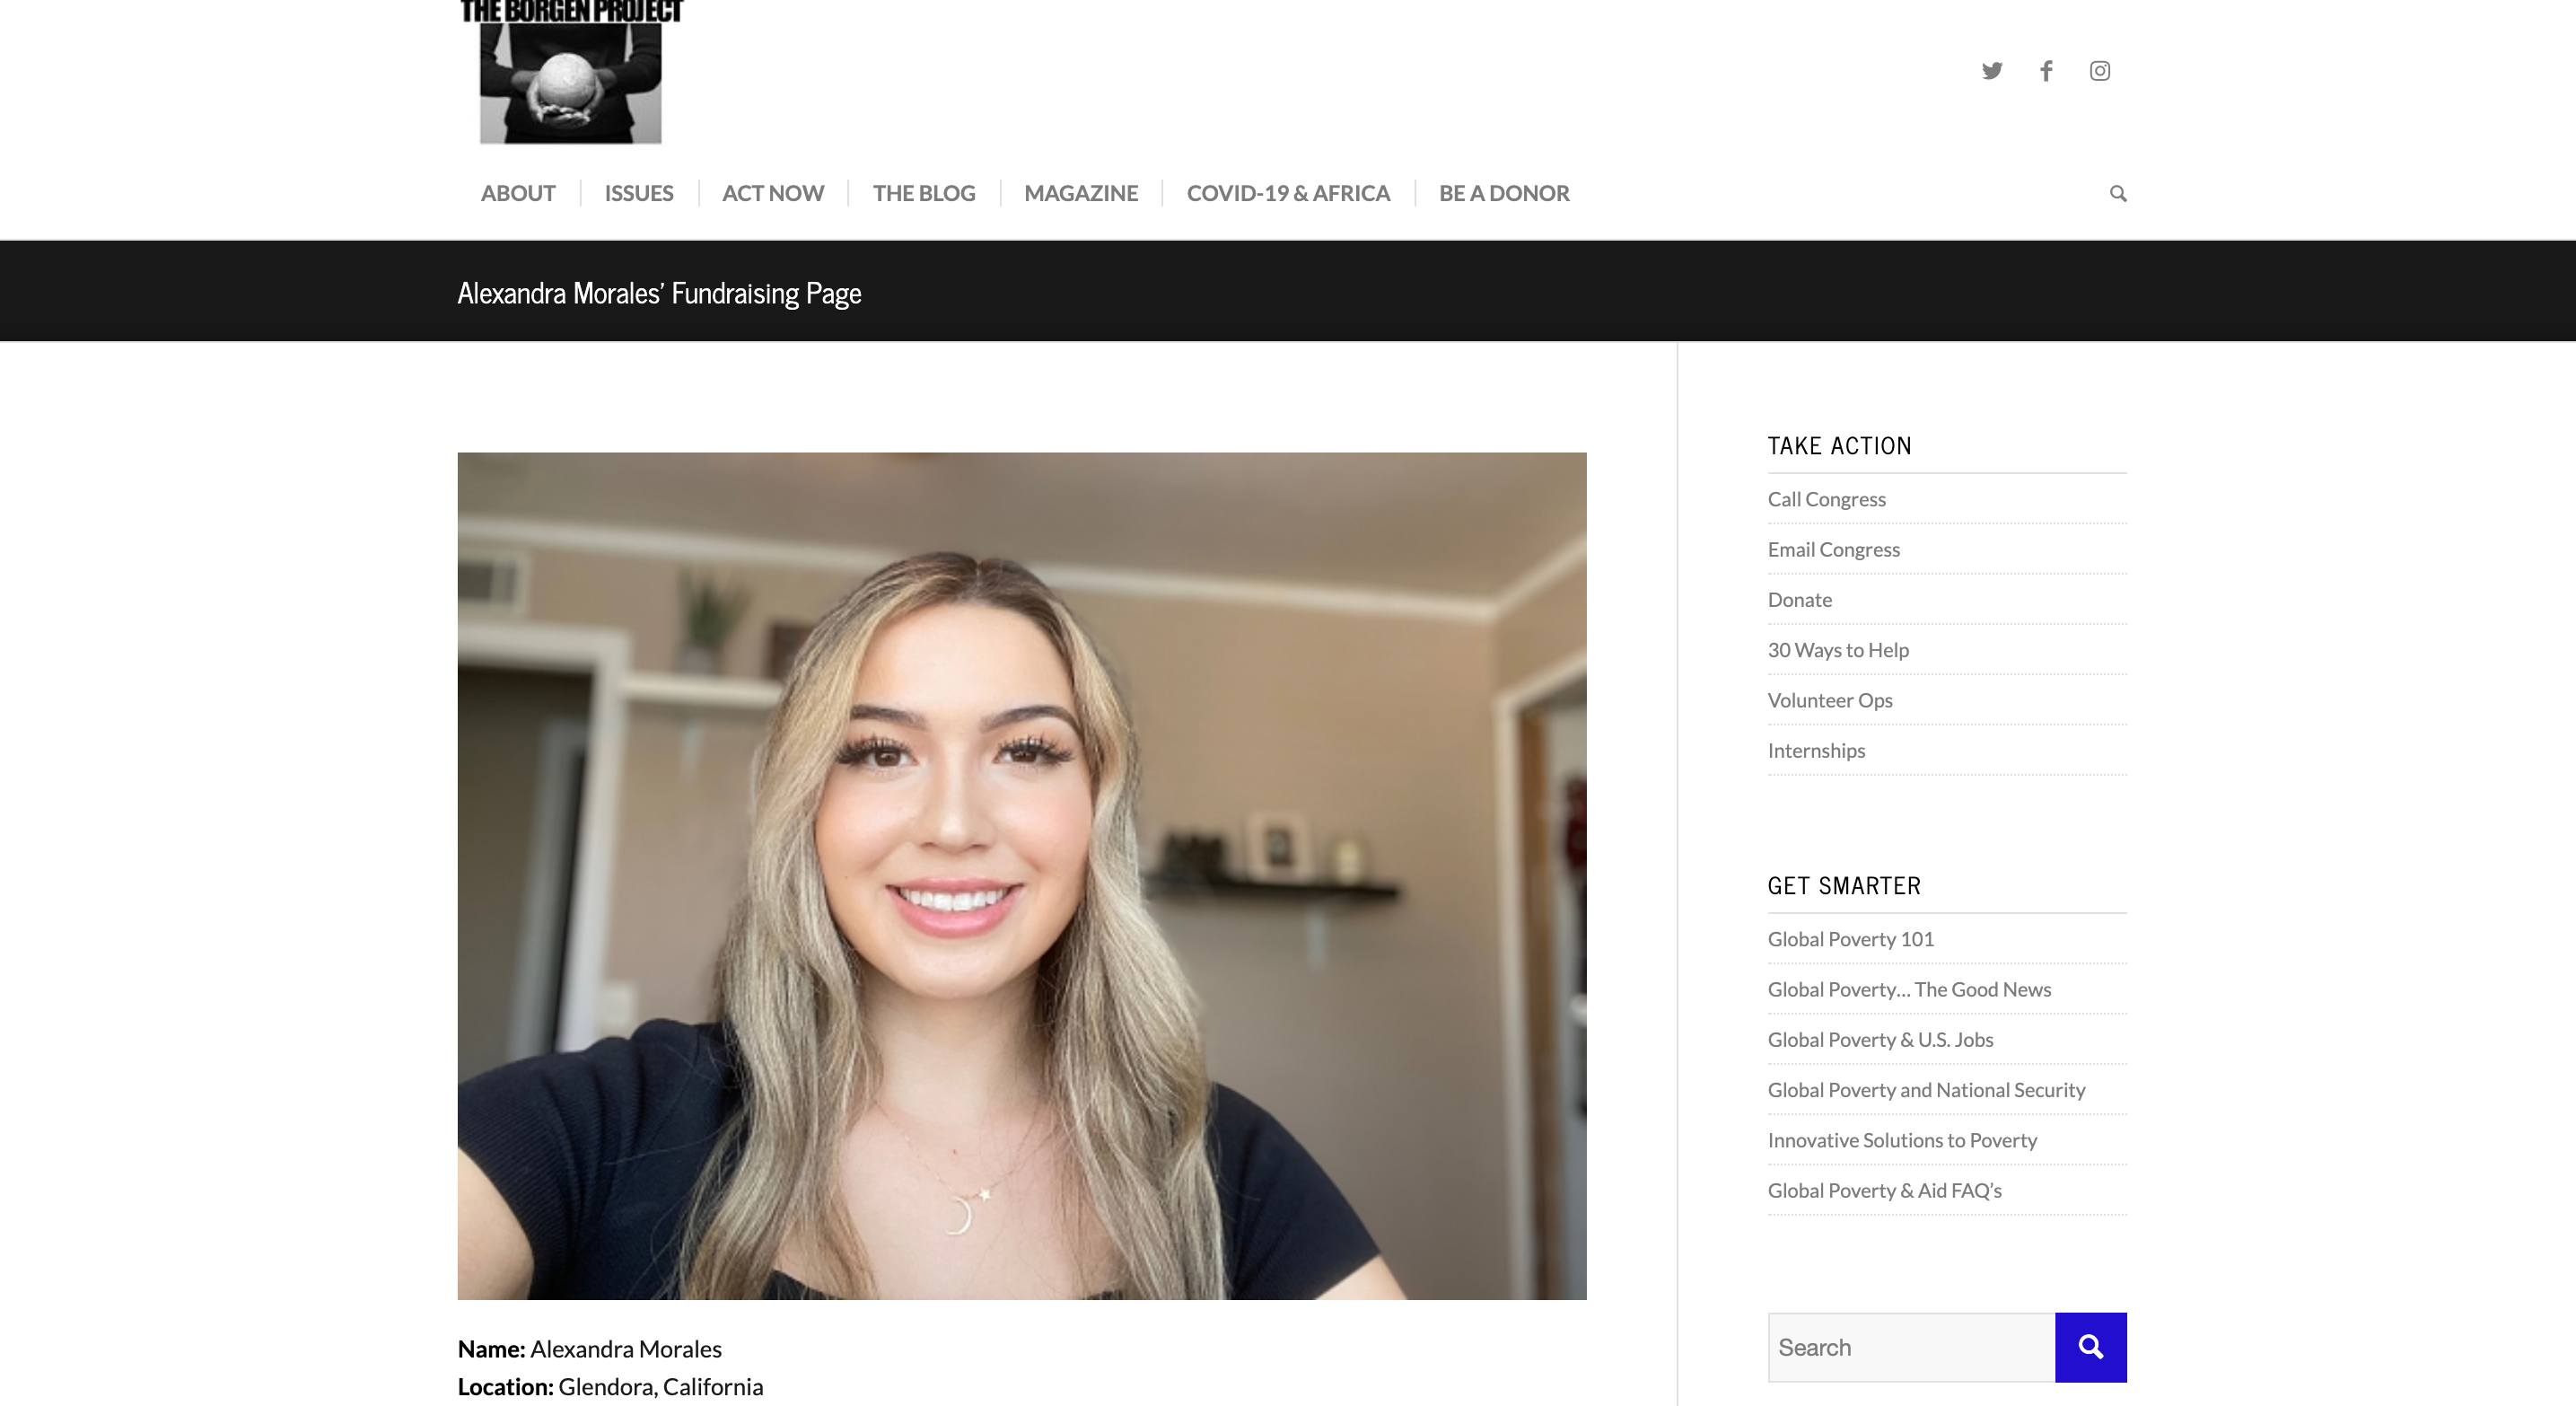 THE BORGEN PROJECT
ABOUT
ISSUES
ACT NOW
THE BLOG
MAGAZINE
COVID-19 & AFRICA
BE A DONOR
Alexandra Morales’ Fundraising Page
Name: Alexandra Morales
Location: Glendora, California
TAKE ACTION
Call Congress
Email Congress
Donate
30 Ways to Help
Volunteer Ops
Internships
GET SMARTER
Global Poverty 101
Global Poverty… The Good News
Global Poverty & U.S. Jobs
Global Poverty and National Security
Innovative Solutions to Poverty
Global Poverty & Aid FAQ’s
Search